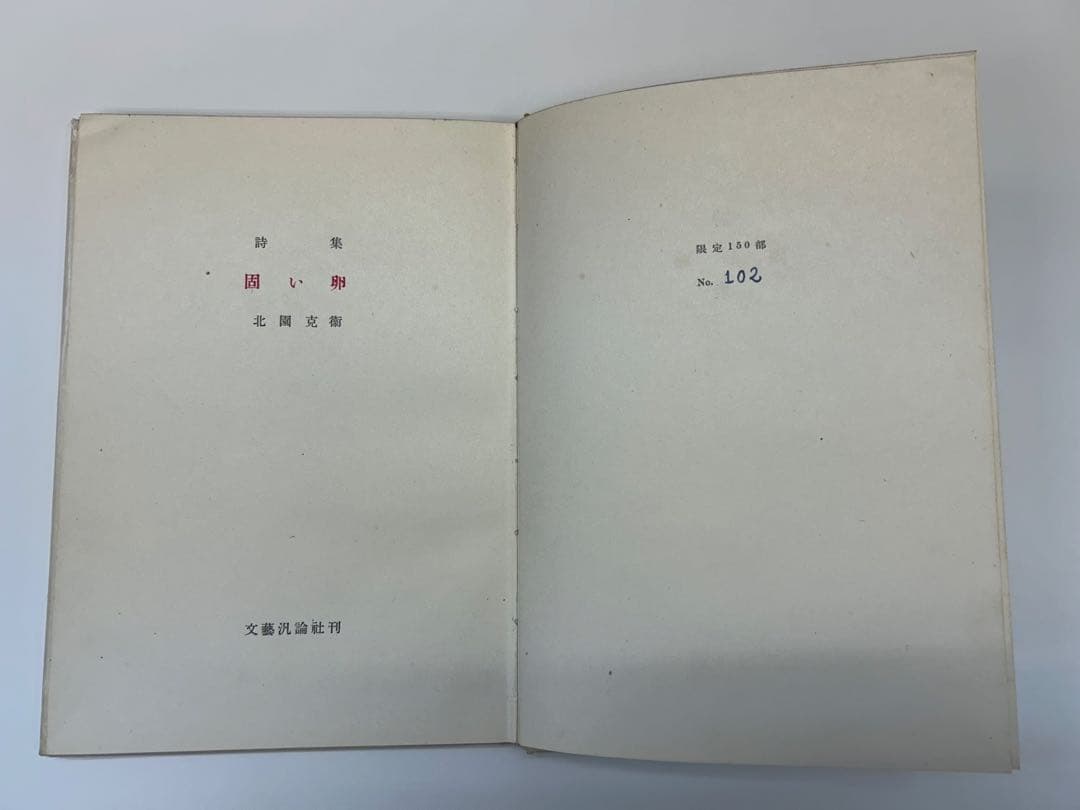 詩集
固い卵
北園克衞
文藝汎論社刊
限定150部
No. 102